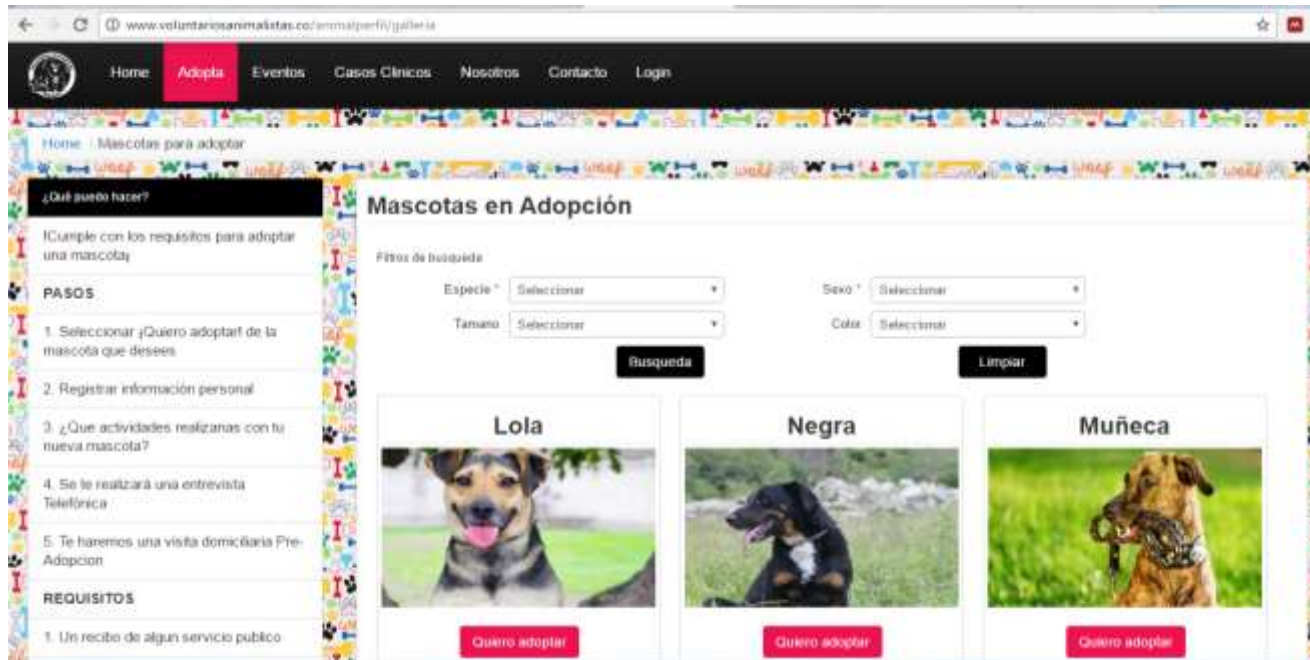 www.voluntariosanimalistas.co/animalperfil/galleria
Home Adopta Eventos Casos Clinicos Nosotros Contacto Login
Home / Mascotas para adoptar
¿Qué puedo hacer?
!Cumple con los requisitos para adoptar
una mascota¡
PASOS
1. Seleccionar ¡Quiero adoptar! de la
mascota que desees
2. Registrar información personal
3. ¿Que actividades realizarias con tu
nueva mascota?
4. Se te realizará una entrevista
Telefónica
5. Te haremos una visita domiciliaria Pre-
Adopcion
REQUISITOS
1. Un recibo de algun servicio publico
Mascotas en Adopción
Filtros de busqueda
Especie * Seleccionar Sexo * Seleccionar
Tamano Seleccionar Color Seleccionar
Busqueda Limpiar
Lola Negra Muñeca
Quiero adoptar Quiero adoptar Quiero adoptar